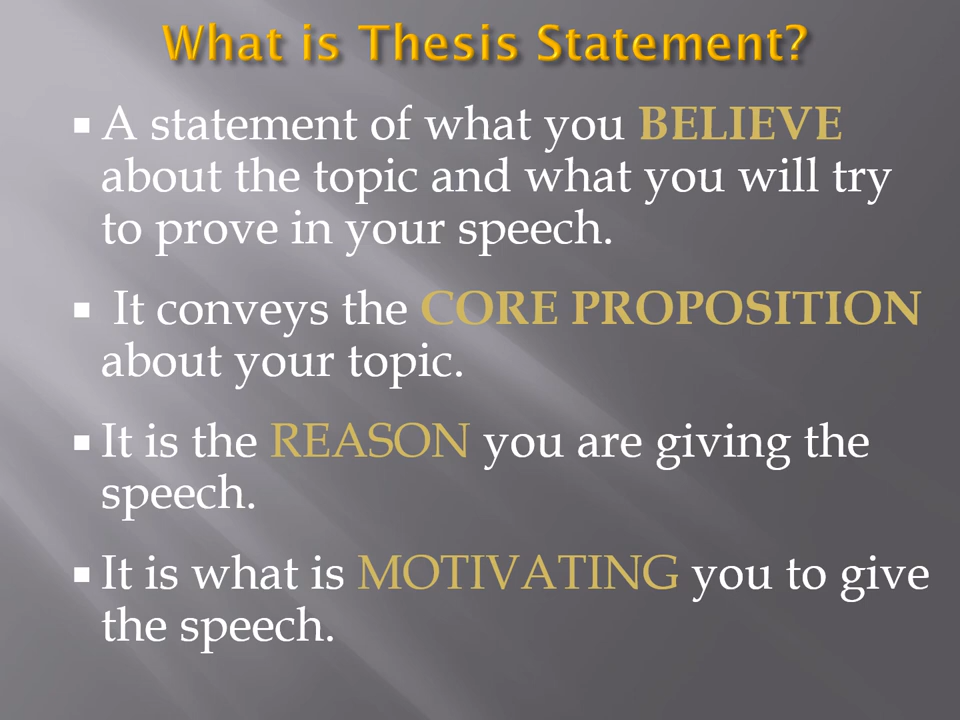 What is Thesis Statement?
▪ A statement of what you BELIEVE
about the topic and what you will try
to prove in your speech.
▪ It conveys the CORE PROPOSITION
about your topic.
▪ It is the REASON you are giving the
speech.
▪ It is what is MOTIVATING you to give
the speech.